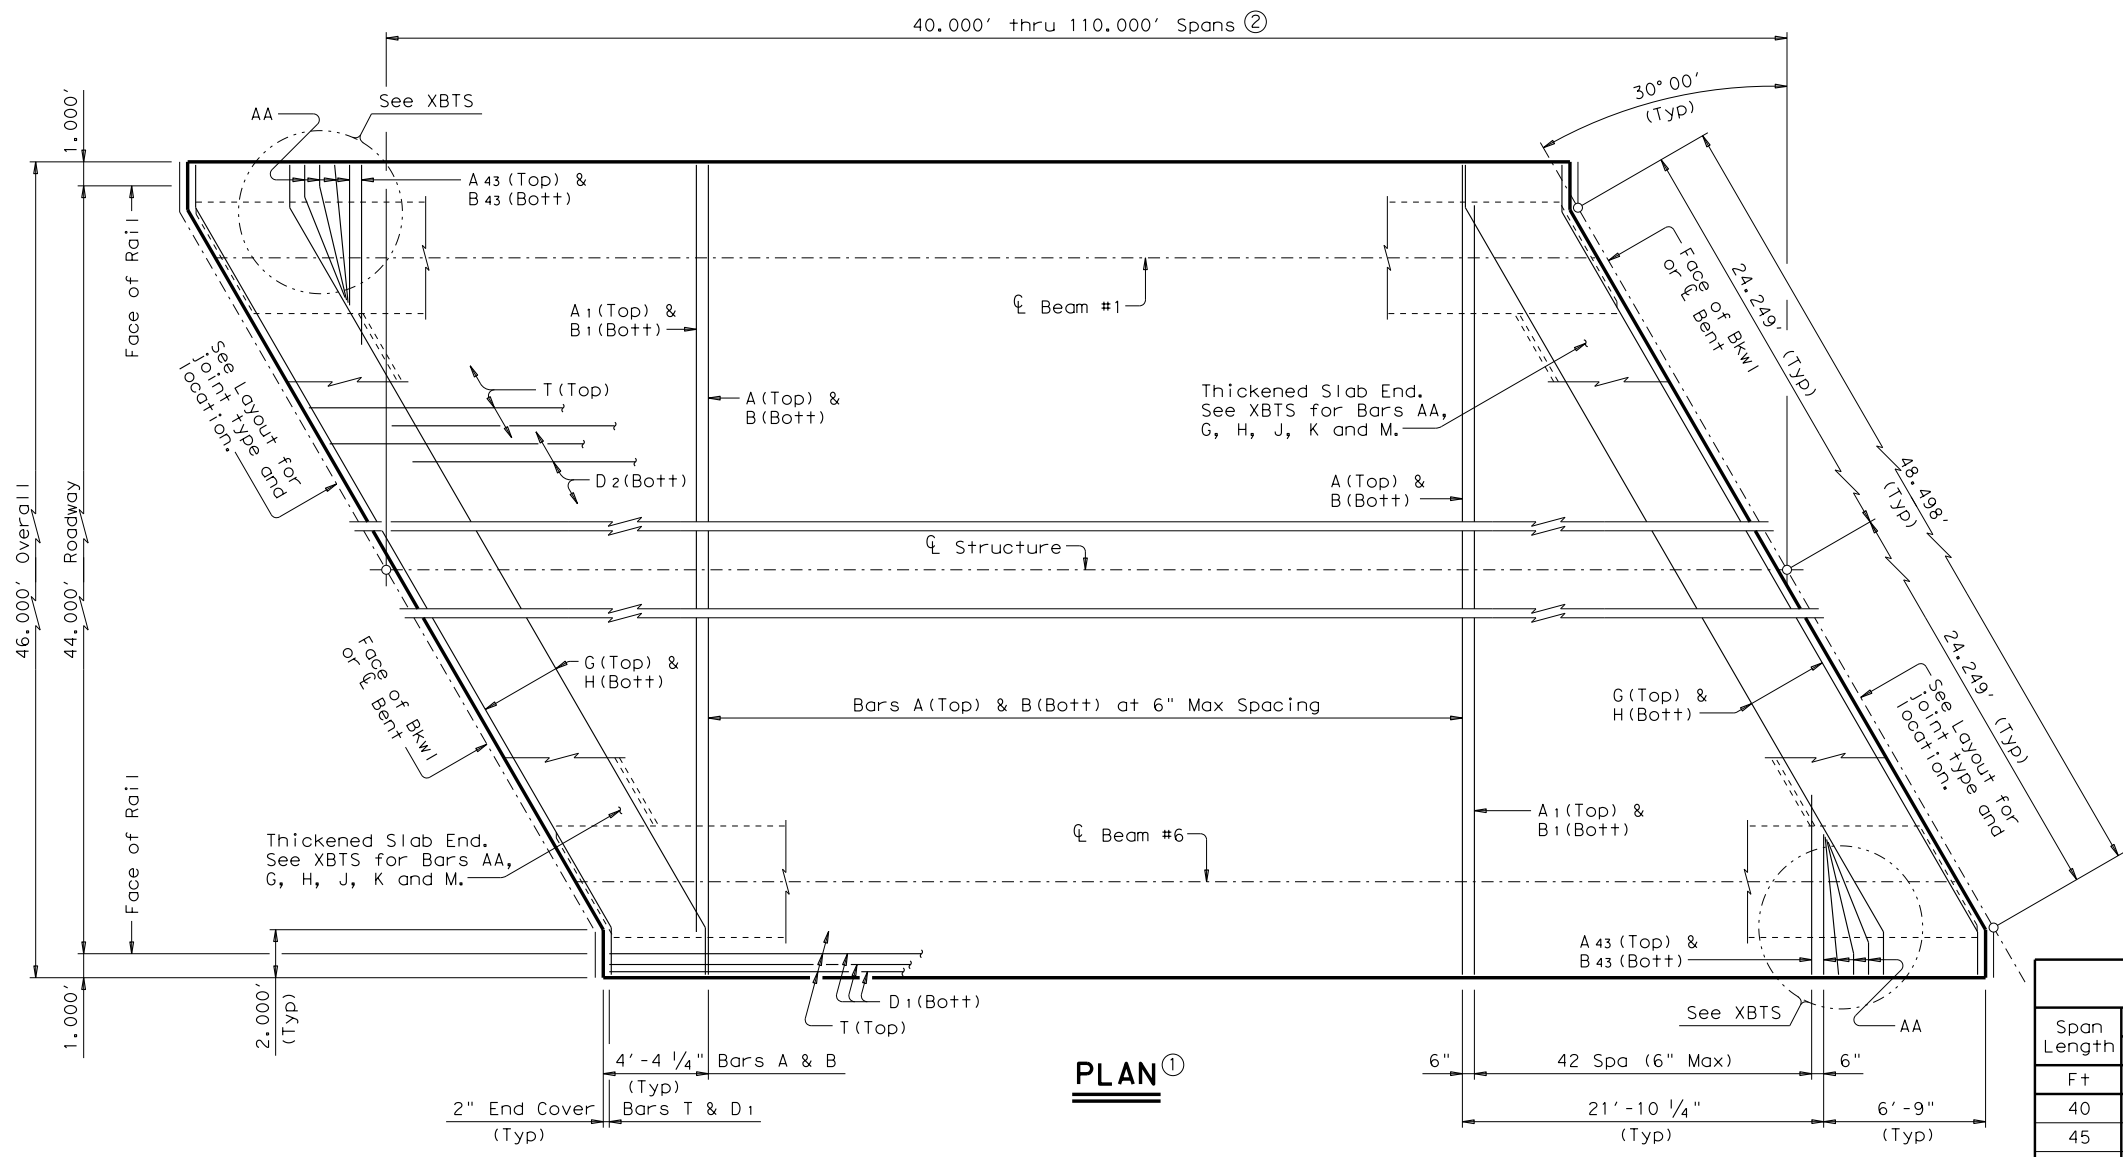 40.000' thru 110.000' Spans ②
30°00'
(Typ)
See XBTS
AA
1.000'
A43(Top) &
B43(Bott)
Face of Rail
24.249' (Typ)
Face of Bkwl
or ℄ Bent
℄ Beam #1
A1(Top) &
B1(Bott)
See Layout for
joint type and
location.
T(Top)
A(Top) &
B(Bott)
Thickened Slab End.
See XBTS for Bars AA,
G, H, J, K and M.
48.498'
(Typ)
D2(Bott)
A(Top) &
B(Bott)
46.000' Overall
44.000' Roadway
℄ Structure
Face of Bkwl
or ℄ Bent
G(Top) &
H(Bott)
Bars A(Top) & B(Bott) at 6" Max Spacing
G(Top) &
H(Bott)
24.249' (Typ)
See Layout for
joint type and
location.
Face of Rail
Thickened Slab End.
See XBTS for Bars AA,
G, H, J, K and M.
℄ Beam #6
A1(Top) &
B1(Bott)
A43(Top) &
B43(Bott)
1.000'
2.000'
(Typ)
D1(Bott)
T(Top)
See XBTS
AA
4'-4 1/4" Bars A & B
(Typ)
2" End Cover Bars T & D1
(Typ)
PLAN ①
6"
42 Spa (6" Max)
6"
21'-10 1/4"
(Typ)
6'-9"
(Typ)
Span
Length
Ft
40
45